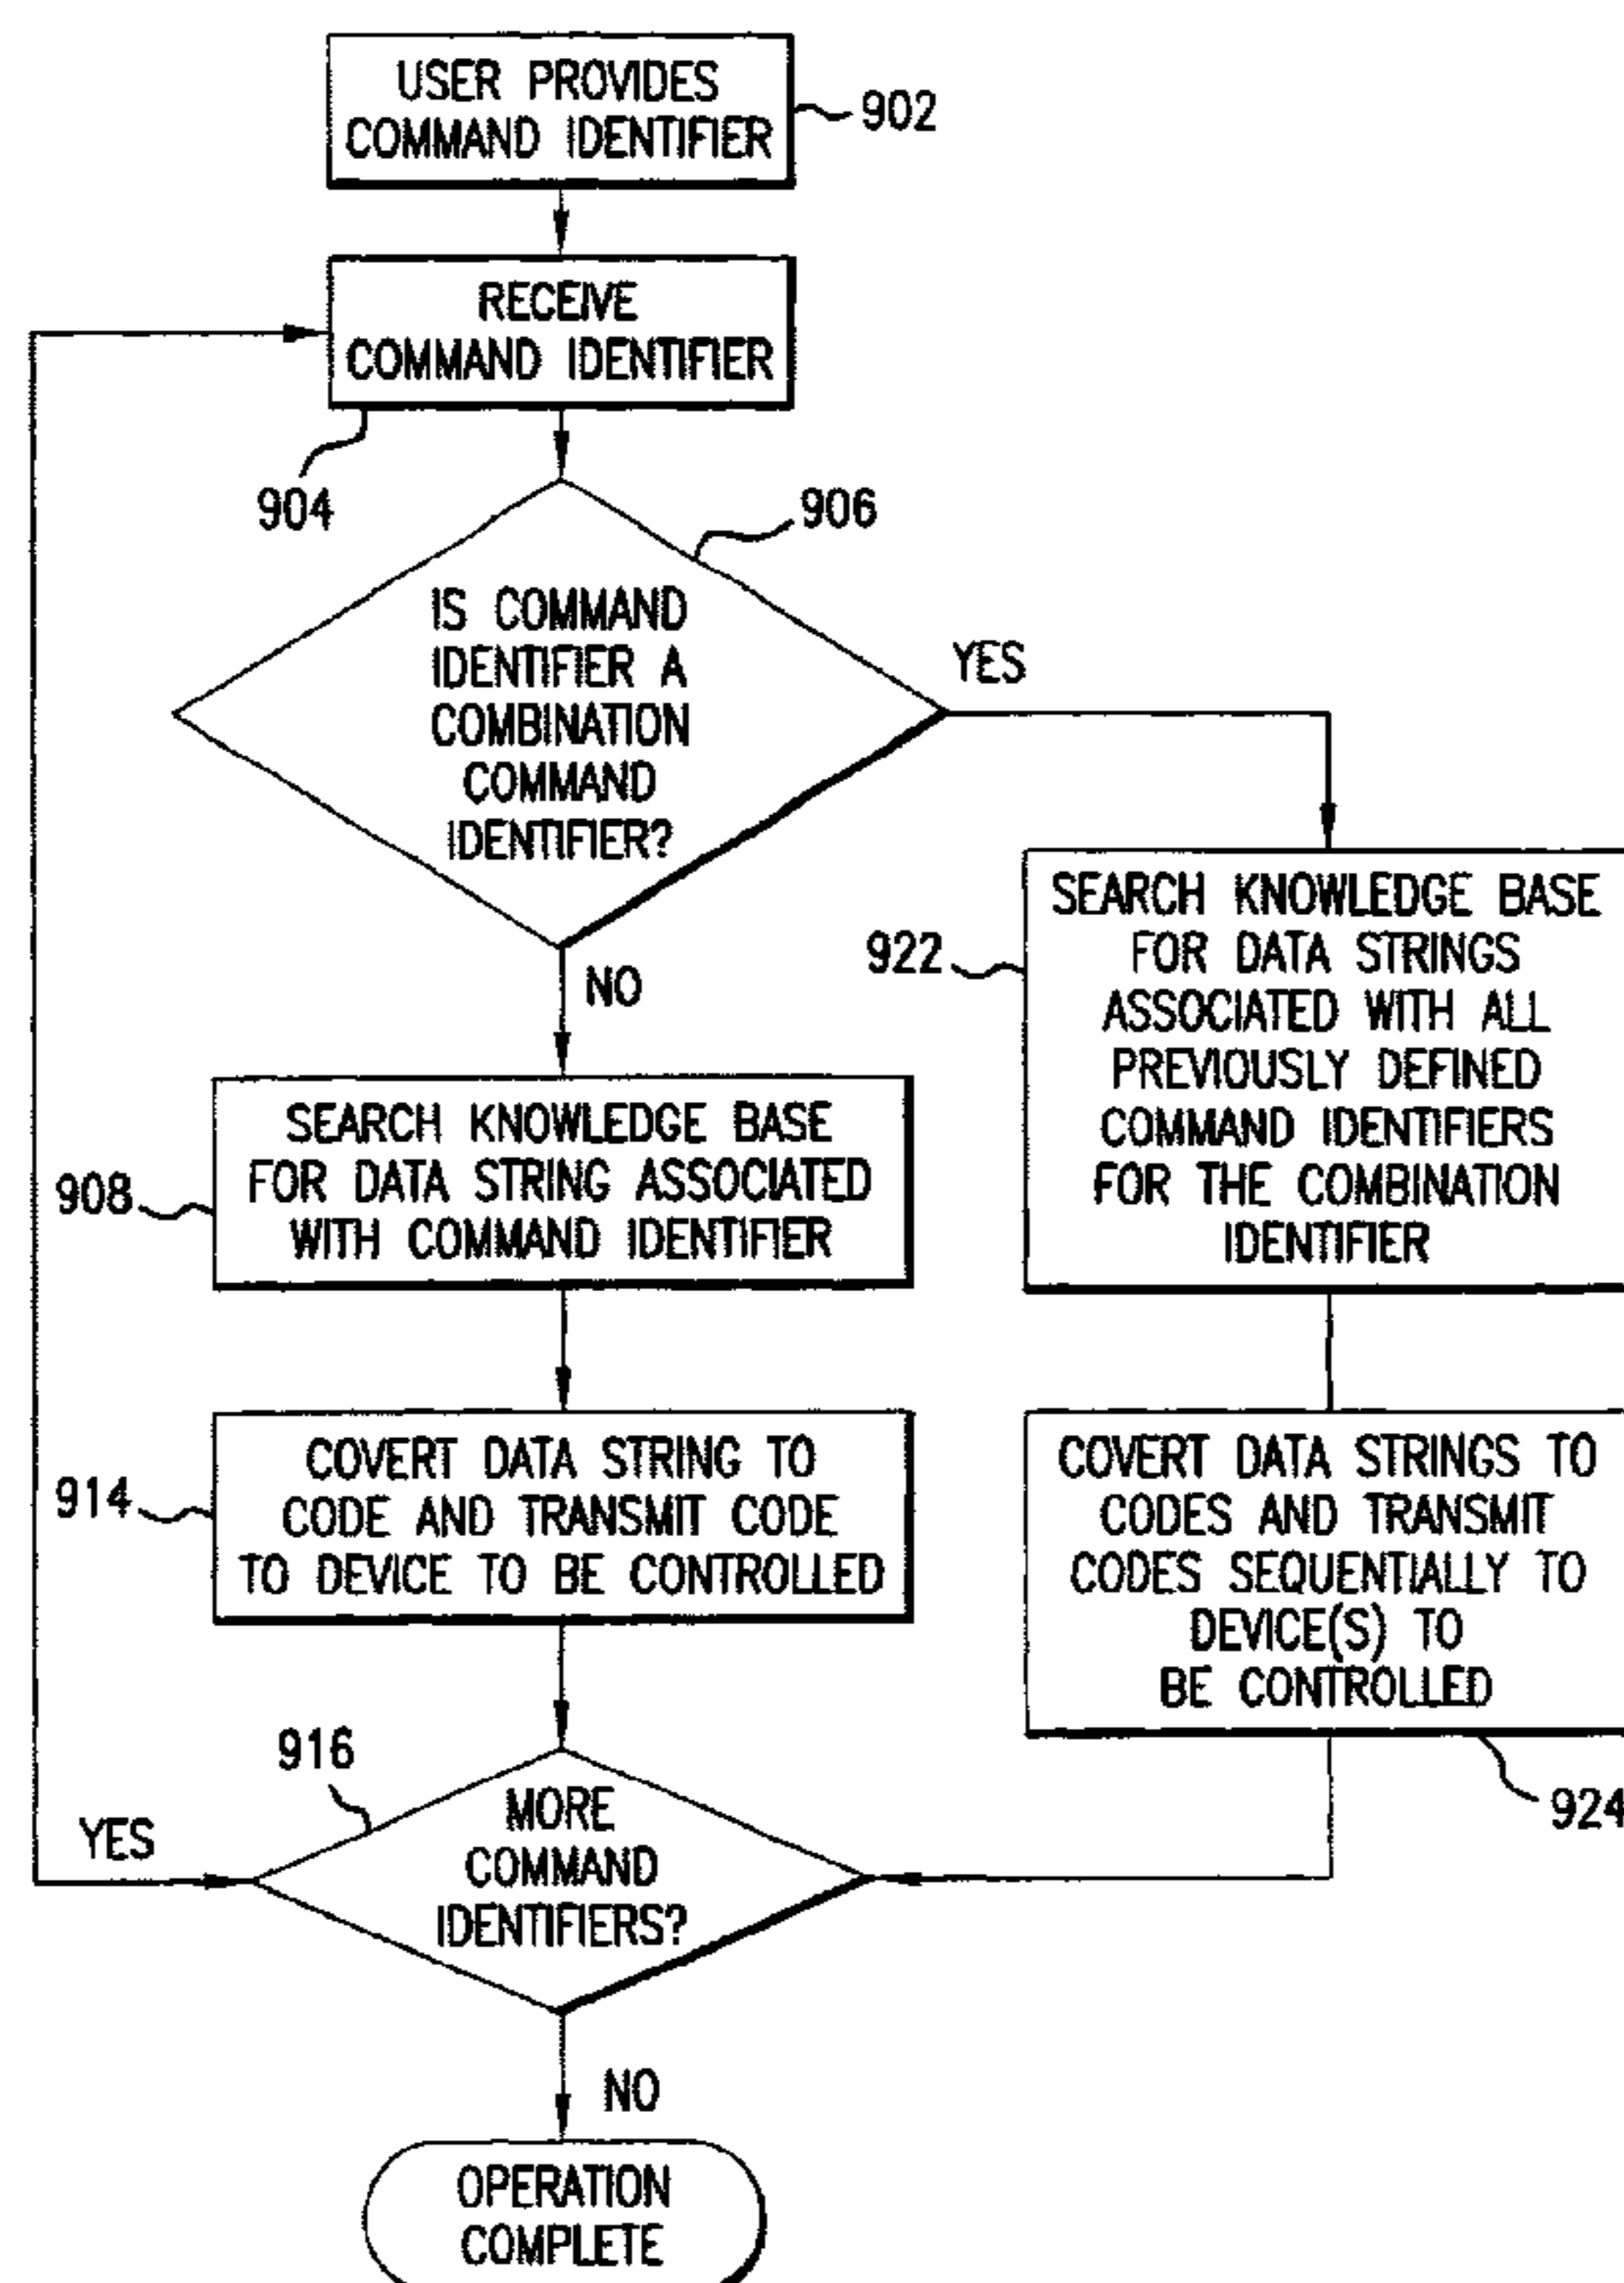 USER PROVIDES
COMMAND IDENTIFIER
902
RECEIVE
COMMAND IDENTIFIER
904
906
IS COMMAND
IDENTIFIER A
COMBINATION
COMMAND
IDENTIFIER?
YES
NO
922
SEARCH KNOWLEDGE BASE
FOR DATA STRINGS
ASSOCIATED WITH ALL
PREVIOUSLY DEFINED
COMMAND IDENTIFIERS
FOR THE COMBINATION
IDENTIFIER
908
SEARCH KNOWLEDGE BASE
FOR DATA STRING ASSOCIATED
WITH COMMAND IDENTIFIER
914
COVERT DATA STRING TO
CODE AND TRANSMIT CODE
TO DEVICE TO BE CONTROLLED
COVERT DATA STRINGS TO
CODES AND TRANSMIT
CODES SEQUENTIALLY TO
DEVICE(S) TO
BE CONTROLLED
924
916
YES
MORE
COMMAND
IDENTIFIERS?
NO
OPERATION
COMPLETE